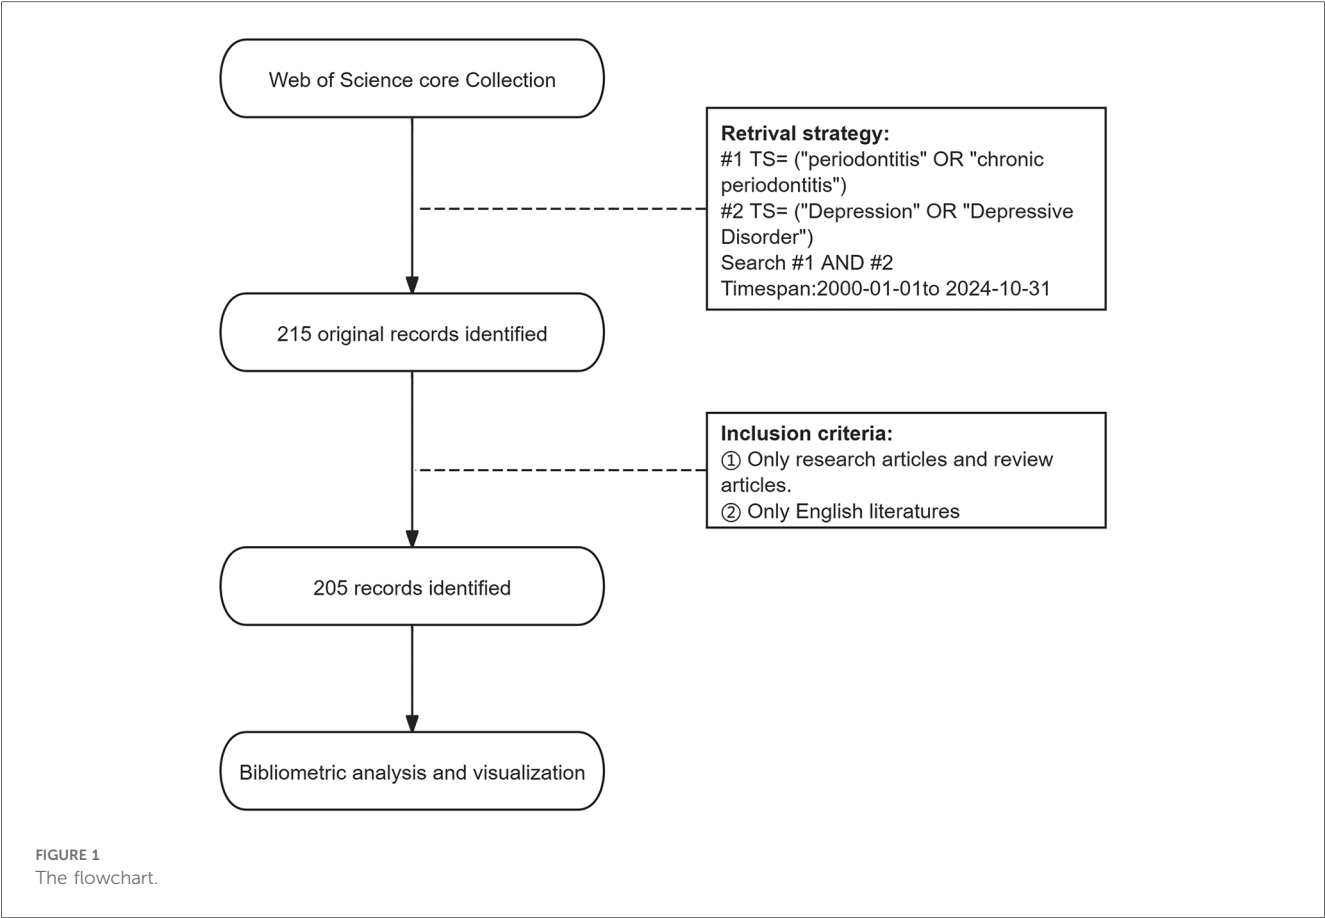 Web of Science core Collection
Retrival strategy:
#1 TS= ("periodontitis" OR "chronic
periodontitis")
#2 TS= ("Depression" OR "Depressive
Disorder")
Search #1 AND #2
Timespan:2000-01-01to 2024-10-31
215 original records identified
Inclusion criteria:
① Only research articles and review
articles.
② Only English literatures
205 records identified
Bibliometric analysis and visualization
FIGURE 1
The flowchart.